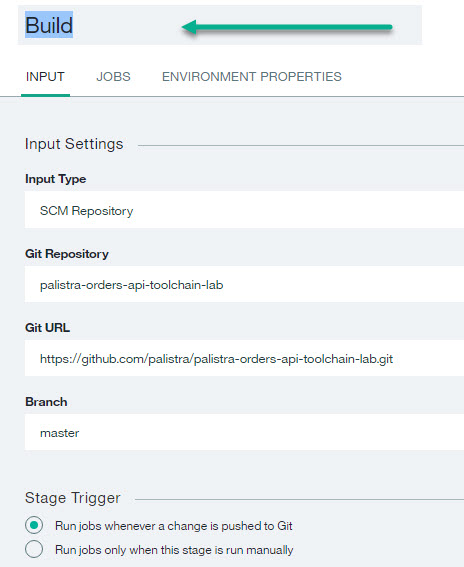 Build
INPUT JOBS ENVIRONMENT PROPERTIES
Input Settings
Input Type
SCM Repository
Git Repository
palistra-orders-api-toolchain-lab
Git URL
https://github.com/palistra/palistra-orders-api-toolchain-lab.git
Branch
master
Stage Trigger
Run jobs whenever a change is pushed to Git
Run jobs only when this stage is run manually